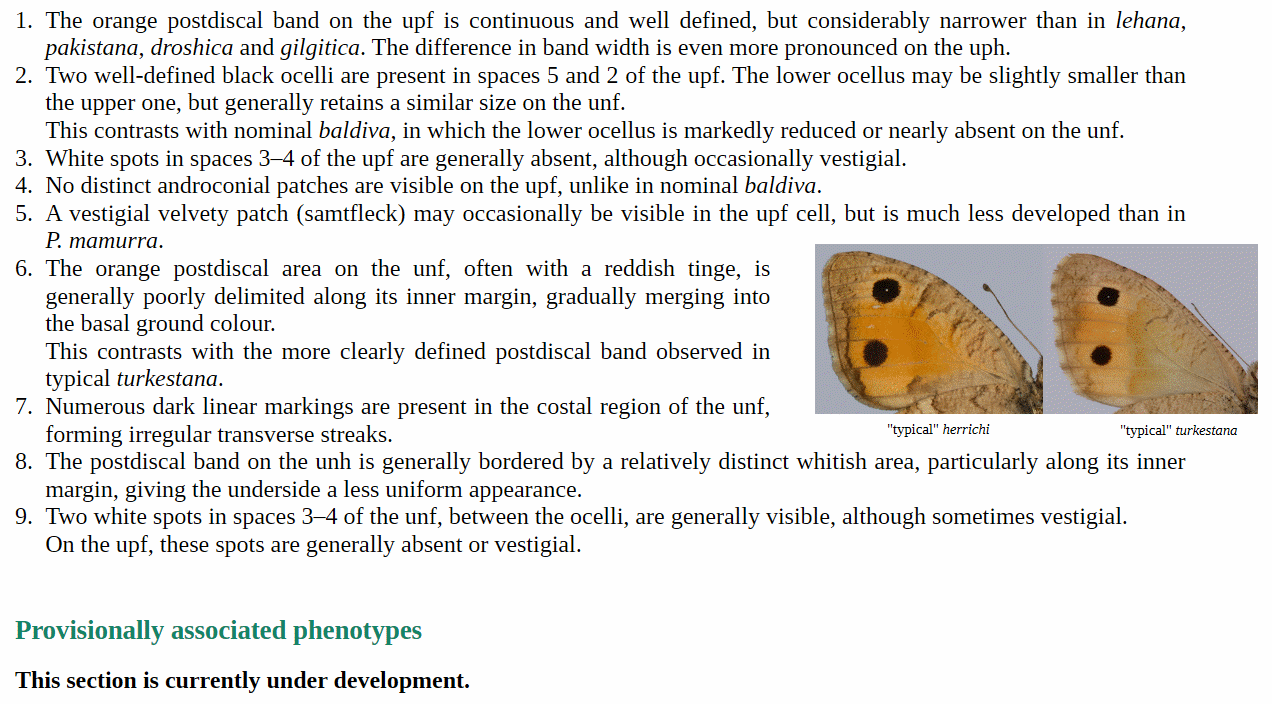 1. The orange postdiscal band on the upf is continuous and well defined, but considerably narrower than in lehana,
pakistana, droshica and gilgitica. The difference in band width is even more pronounced on the uph.
2. Two well-defined black ocelli are present in spaces 5 and 2 of the upf. The lower ocellus may be slightly smaller than
the upper one, but generally retains a similar size on the unf.
This contrasts with nominal baldiva, in which the lower ocellus is markedly reduced or nearly absent on the unf.
3. White spots in spaces 3–4 of the upf are generally absent, although occasionally vestigial.
4. No distinct androconial patches are visible on the upf, unlike in nominal baldiva.
5. A vestigial velvety patch (samtfleck) may occasionally be visible in the upf cell, but is much less developed than in
P. mamurra.
6. The orange postdiscal area on the unf, often with a reddish tinge, is
generally poorly delimited along its inner margin, gradually merging into
the basal ground colour.
This contrasts with the more clearly defined postdiscal band observed in
typical turkestana.
7. Numerous dark linear markings are present in the costal region of the unf,
forming irregular transverse streaks.
"typical" herrichi
"typical" turkestana
8. The postdiscal band on the unh is generally bordered by a relatively distinct whitish area, particularly along its inner
margin, giving the underside a less uniform appearance.
9. Two white spots in spaces 3–4 of the unf, between the ocelli, are generally visible, although sometimes vestigial.
On the upf, these spots are generally absent or vestigial.
Provisionally associated phenotypes
This section is currently under development.